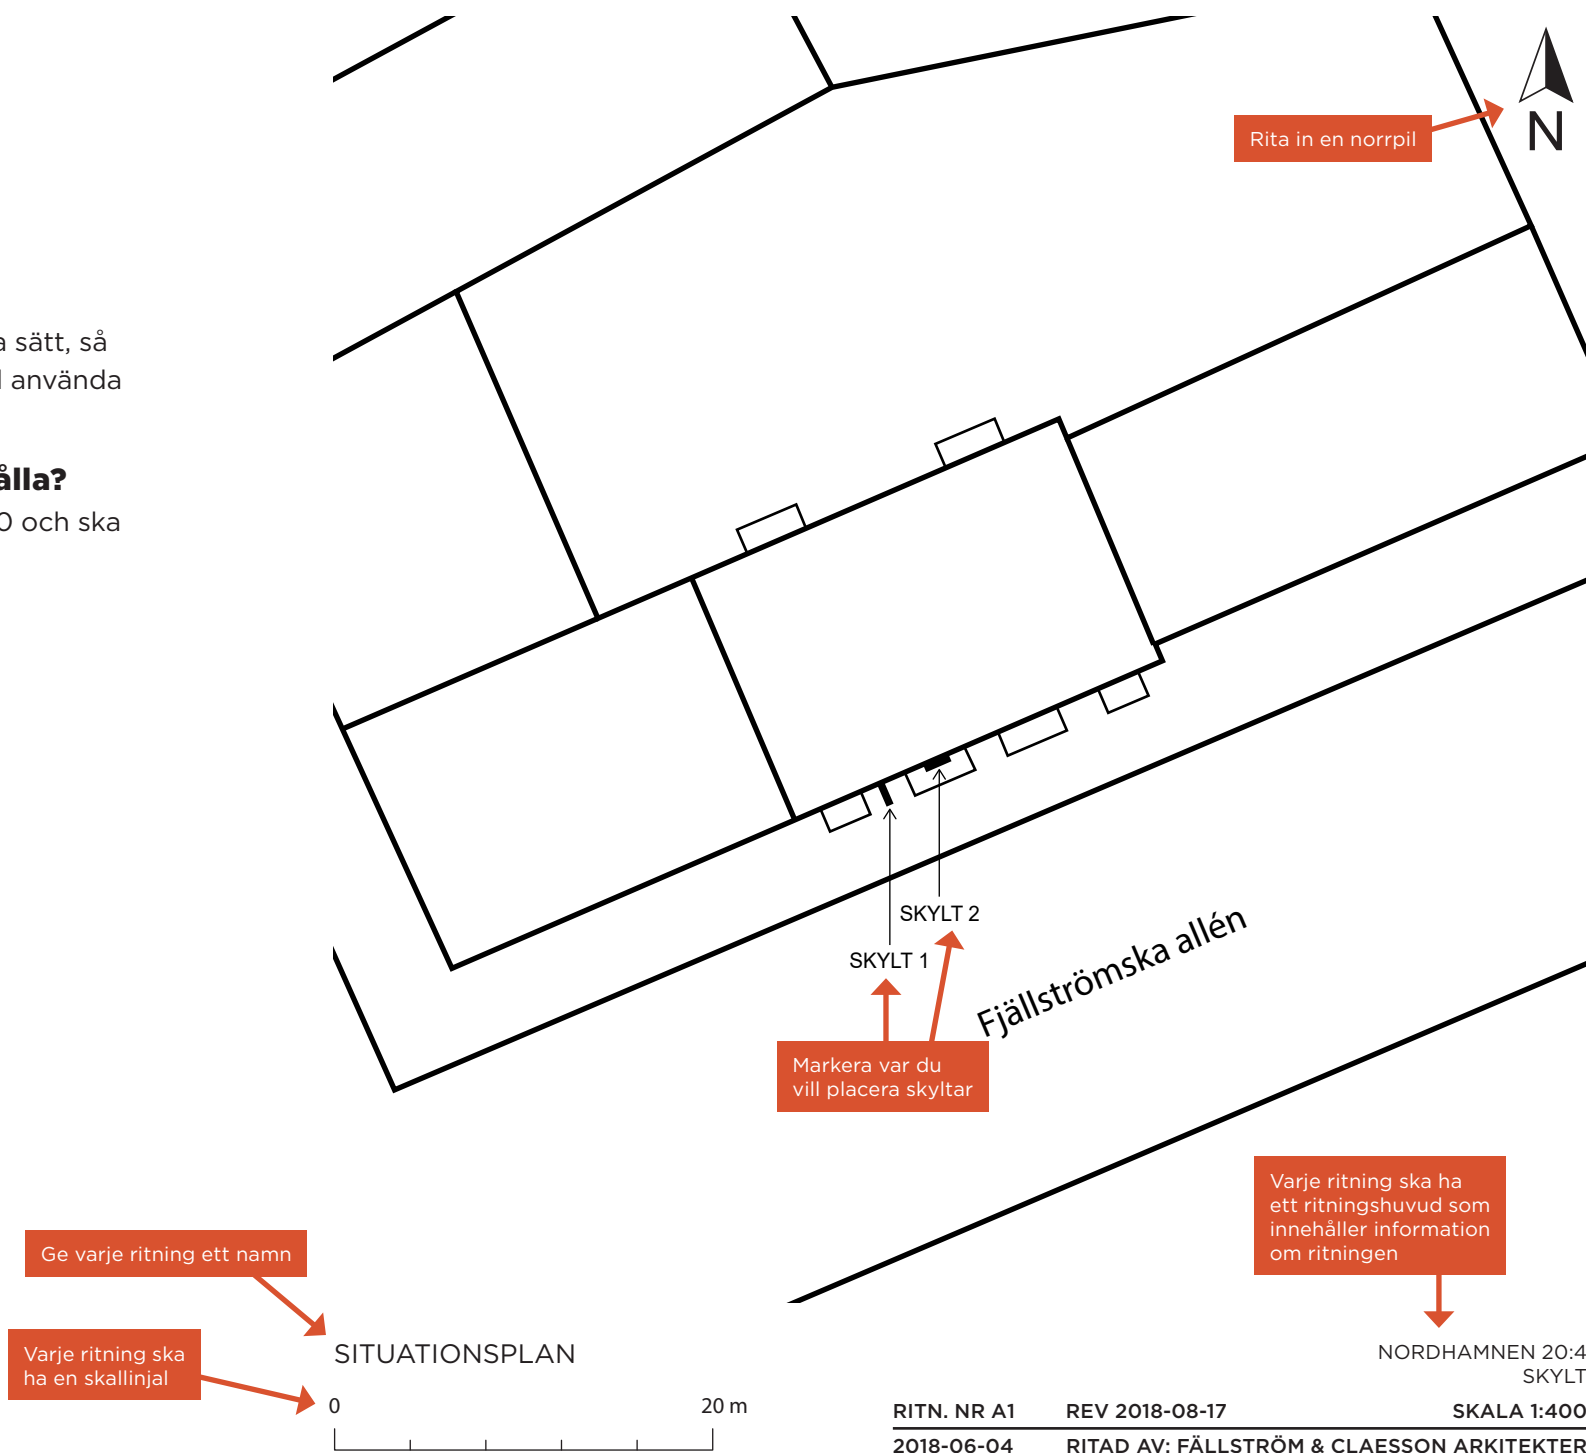 Rita in en norrpil
N
a sätt, så
l använda
ålla?
0 och ska
SKYLT 2
SKYLT 1
Fjällströmska allén
Markera var du
vill placera skyltar
Varje ritning ska ha
ett ritningshuvud som
innehåller information
om ritningen
Ge varje ritning ett namn
Varje ritning ska
ha en skallinjal
SITUATIONSPLAN
0 20 m
NORDHAMNEN 20:4
SKYLT
RITN. NR A1 REV 2018-08-17 SKALA 1:400
2018-06-04 RITAD AV: FÄLLSTRÖM & CLAESSON ARKITEKTER